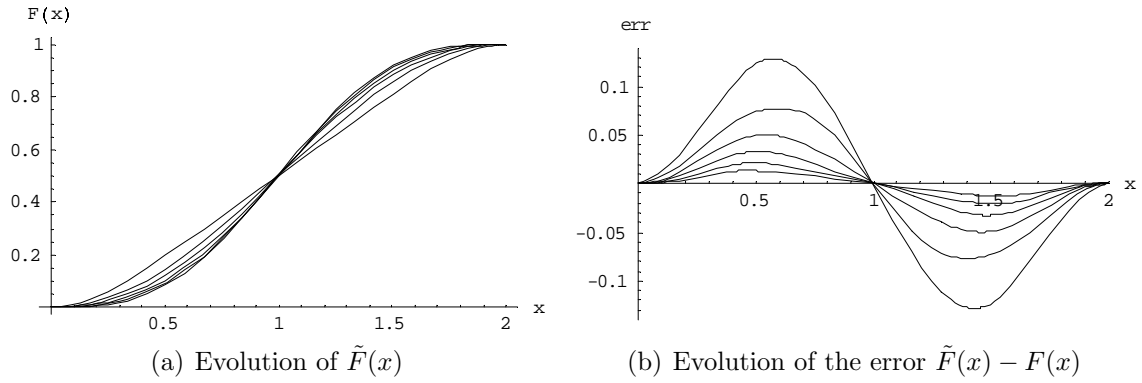 F(x)
1
0.8
0.6
0.4
0.2
0.5
1
1.5
2
x
err
0.1
0.05
-0.05
-0.1
0.5
1
1.5
2
x
(a) Evolution of F̃(x)
(b) Evolution of the error F̃(x) − F(x)